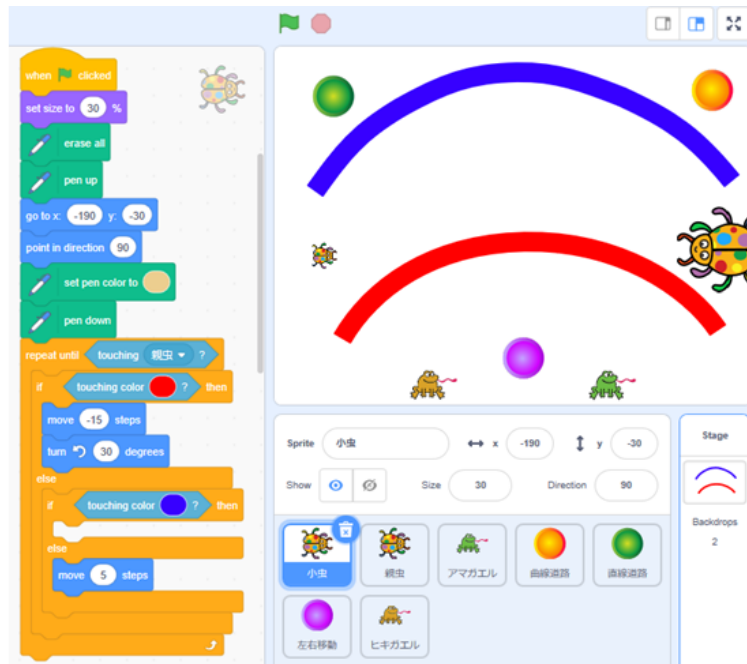 when clicked
set size to 30 %
erase all
pen up
go to x: -190 y: -30
point in direction 90
set pen color to
pen down
repeat until touching 親虫 ?
if touching color ? then
move -15 steps
turn 30 degrees
else
if touching color ? then
else
move 5 steps
Sprite 小虫 x -190 y -30
Show Size 30 Direction 90
小虫 親虫 アマガエル 曲線道路 直線道路
左右移動 ヒキガエル
Stage
Backdrops
2